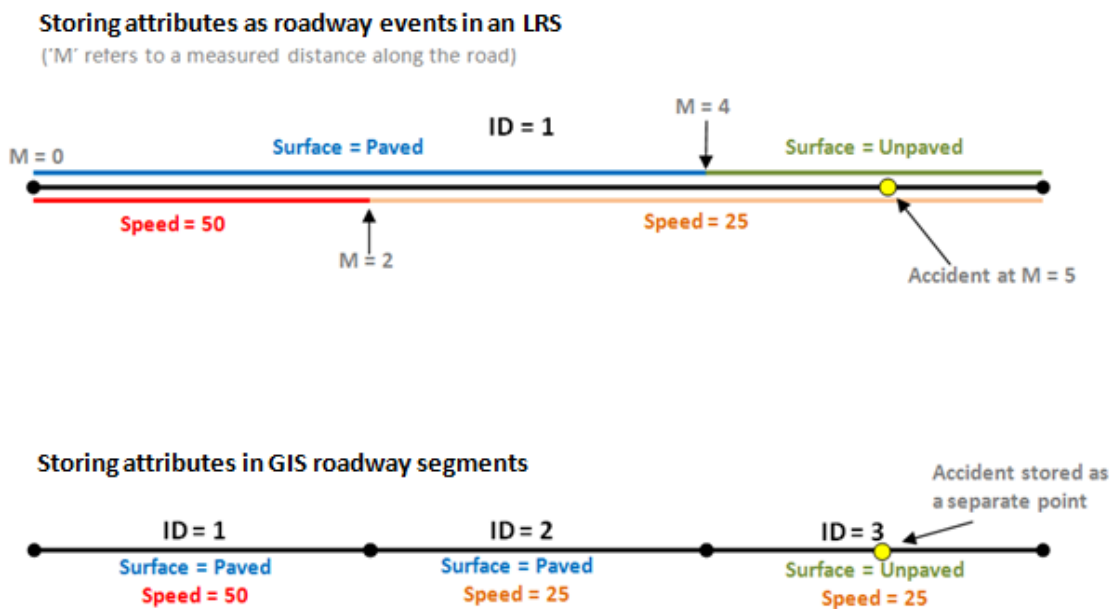 Storing attributes as roadway events in an LRS
('M' refers to a measured distance along the road)
M = 4
ID = 1
M = 0
Surface = Paved
Surface = Unpaved
Speed = 50
Speed = 25
M = 2
Accident at M = 5
Storing attributes in GIS roadway segments
Accident stored as
a separate point
ID = 1
ID = 2
ID = 3
Surface = Paved
Surface = Paved
Surface = Unpaved
Speed = 50
Speed = 25
Speed = 25